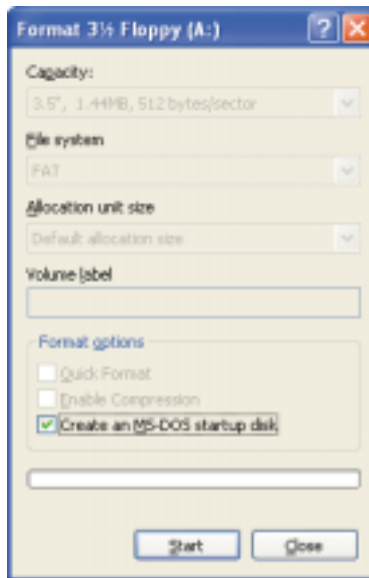 Format 3½ Floppy (A:)
Capacity:
3.5", 1.44MB, 512 bytes/sector
File system
FAT
Allocation unit size
Default allocation size
Volume label
Format options
Quick Format
Enable Compression
Create an MS-DOS startup disk
Start
Close